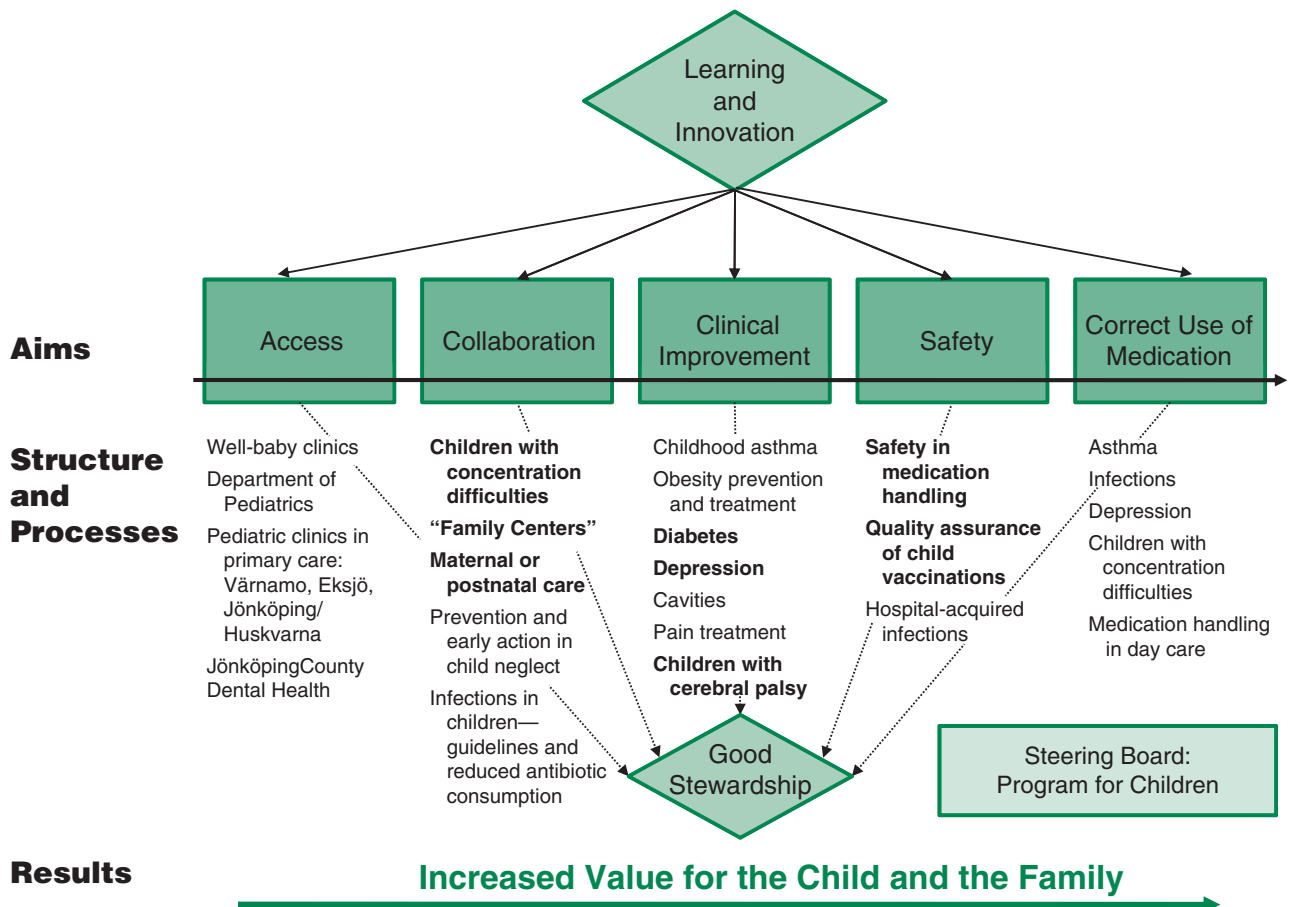 Learning
and
Innovation
Aims
Access
Collaboration
Clinical
Improvement
Safety
Correct Use of
Medication
Structure
and
Processes
Well-baby clinics
Department of
Pediatrics
Pediatric clinics in
primary care:
Värnamo, Eksjö,
Jönköping/
Huskvarna
JönköpingCounty
Dental Health
Children with
concentration
difficulties
“Family Centers”
Maternal or
postnatal care
Prevention and
early action in
child neglect
Infections in
children—
guidelines and
reduced antibiotic
consumption
Childhood asthma
Obesity prevention
and treatment
Diabetes
Depression
Cavities
Pain treatment
Children with
cerebral palsy
Safety in
medication
handling
Quality assurance
of child
vaccinations
Hospital-acquired
infections
Asthma
Infections
Depression
Children with
concentration
difficulties
Medication handling
in day care
Good
Stewardship
Steering Board:
Program for Children
Results
Increased Value for the Child and the Family